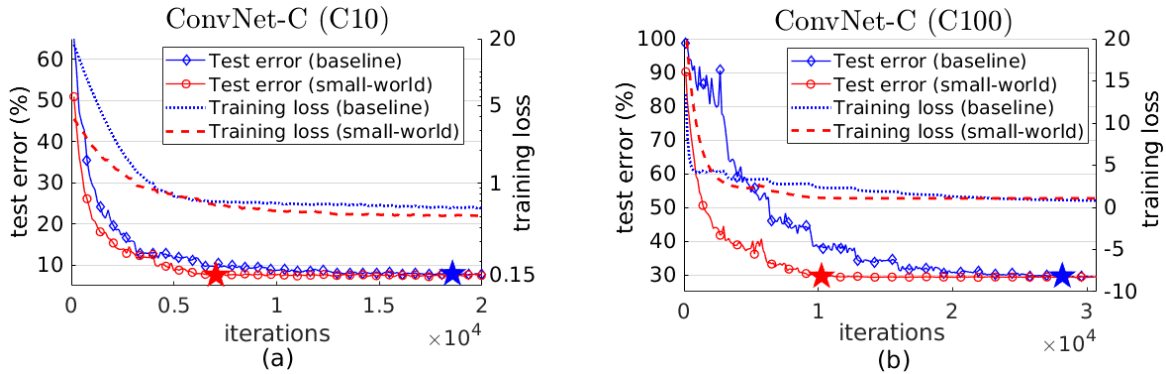 ConvNet-C (C10)
test error (%)
60
50
40
30
20
10
20
5
1
0.15
training loss
Test error (baseline)
Test error (small-world)
Training loss (baseline)
Training loss (small-world)
0
0.5
1
1.5
2
iterations
×10⁴
(a)
ConvNet-C (C100)
test error (%)
100
90
80
70
60
50
40
30
20
15
10
5
0
-5
-10
training loss
Test error (baseline)
Test error (small-world)
Training loss (baseline)
Training loss (small-world)
0
1
2
3
iterations
×10⁴
(b)